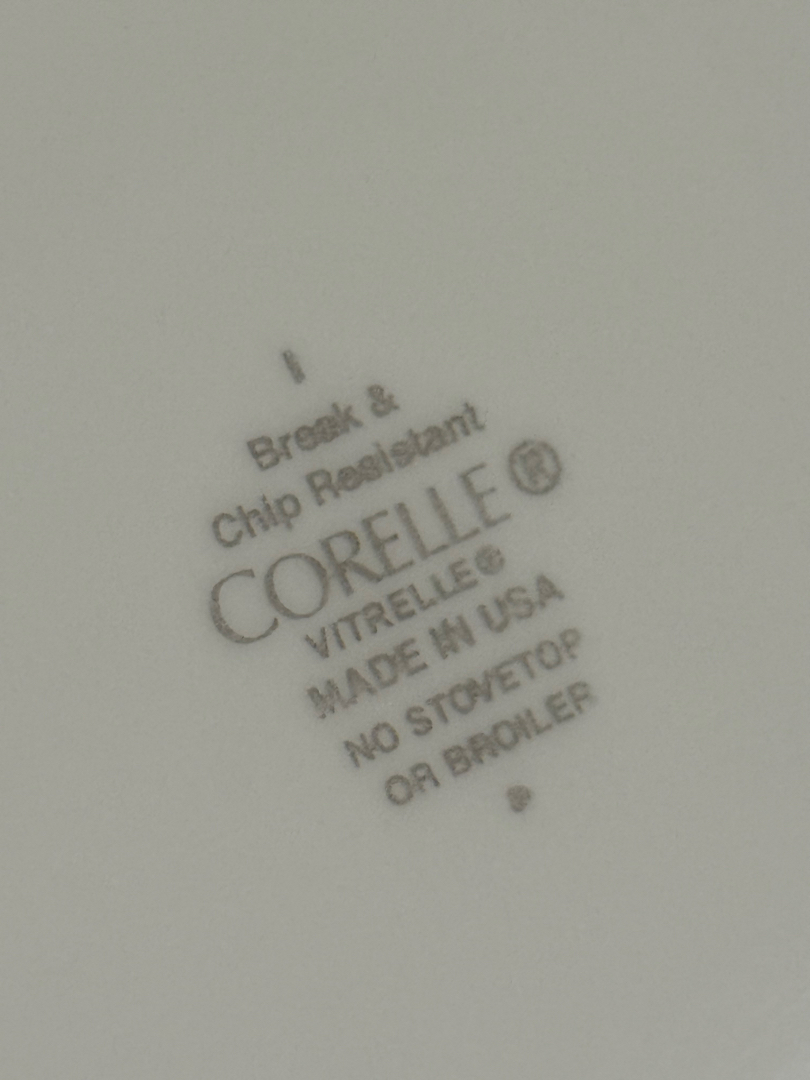 I
Break &
Chip Resistant
CORELLE®
VITRELLE®
MADE IN USA
NO STOVETOP
OR BROILER